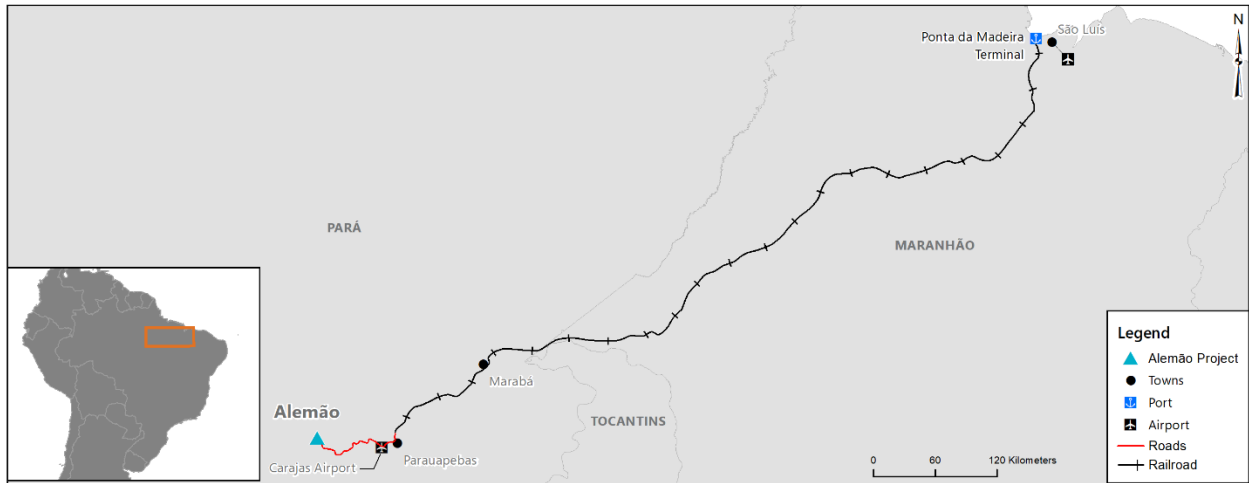 N
Ponta da Madeira
Terminal
São Luís
PARÁ
MARANHÃO
Marabá
TOCANTINS
Alemão
Carajas Airport
Parauapebas
0 60 120 Kilometers
Legend
Alemão Project
Towns
Port
Airport
Roads
Railroad